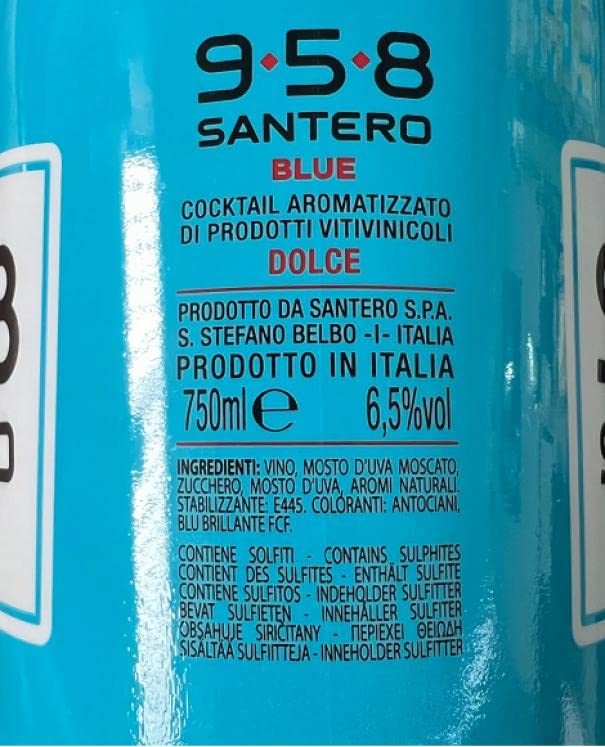 9·5·8
SANTERO
BLUE
COCKTAIL AROMATIZZATO
DI PRODOTTI VITIVINICOLI
DOLCE
PRODOTTO DA SANTERO S.P.A.
S. STEFANO BELBO -I- ITALIA
PRODOTTO IN ITALIA
750ml e 6,5%vol
INGREDIENTI: VINO, MOSTO D'UVA MOSCATO,
ZUCCHERO, MOSTO D'UVA, AROMI NATURALI.
STABILIZZANTE: E445. COLORANTI: ANTOCIANI,
BLU BRILLANTE FCF.
CONTIENE SOLFITI - CONTAINS SULPHITES
CONTIENT DES SULFITES - ENTHÄLT SULFITE
CONTIENE SULFITOS - INDEHOLDER SULFITTER
BEVAT SULFIETEN - INNEHÅLLER SULFITER
OBSAHUJE SIRIČITANY - ΠΕΡΙΕΧΕΙ ΘΕΙΩΔΗ
SISÄLTÄÄ SULFIITTEJA - INNEHOLDER SULFITTER